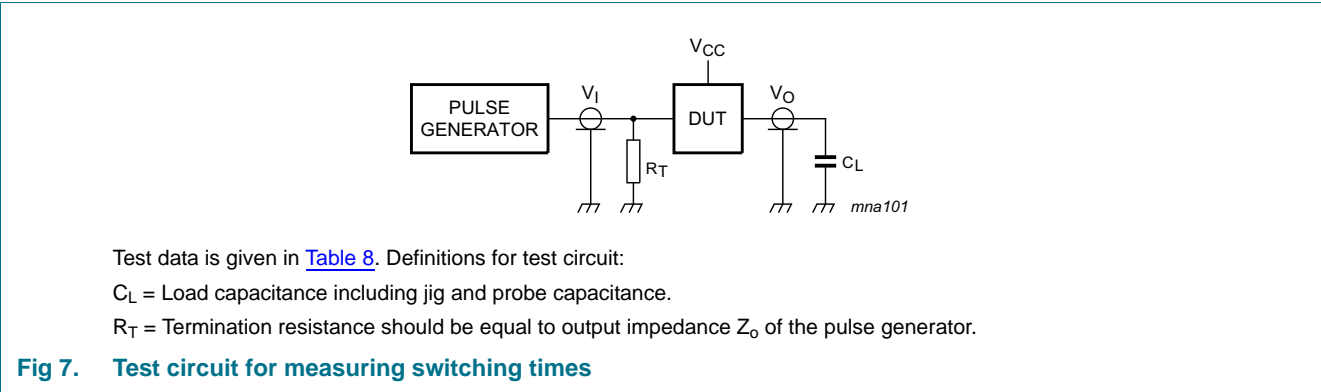 VCC
PULSE
GENERATOR
VI
DUT
VO
RT
CL
mna101
Test data is given in Table 8. Definitions for test circuit:
CL = Load capacitance including jig and probe capacitance.
RT = Termination resistance should be equal to output impedance Zo of the pulse generator.
Fig 7. Test circuit for measuring switching times